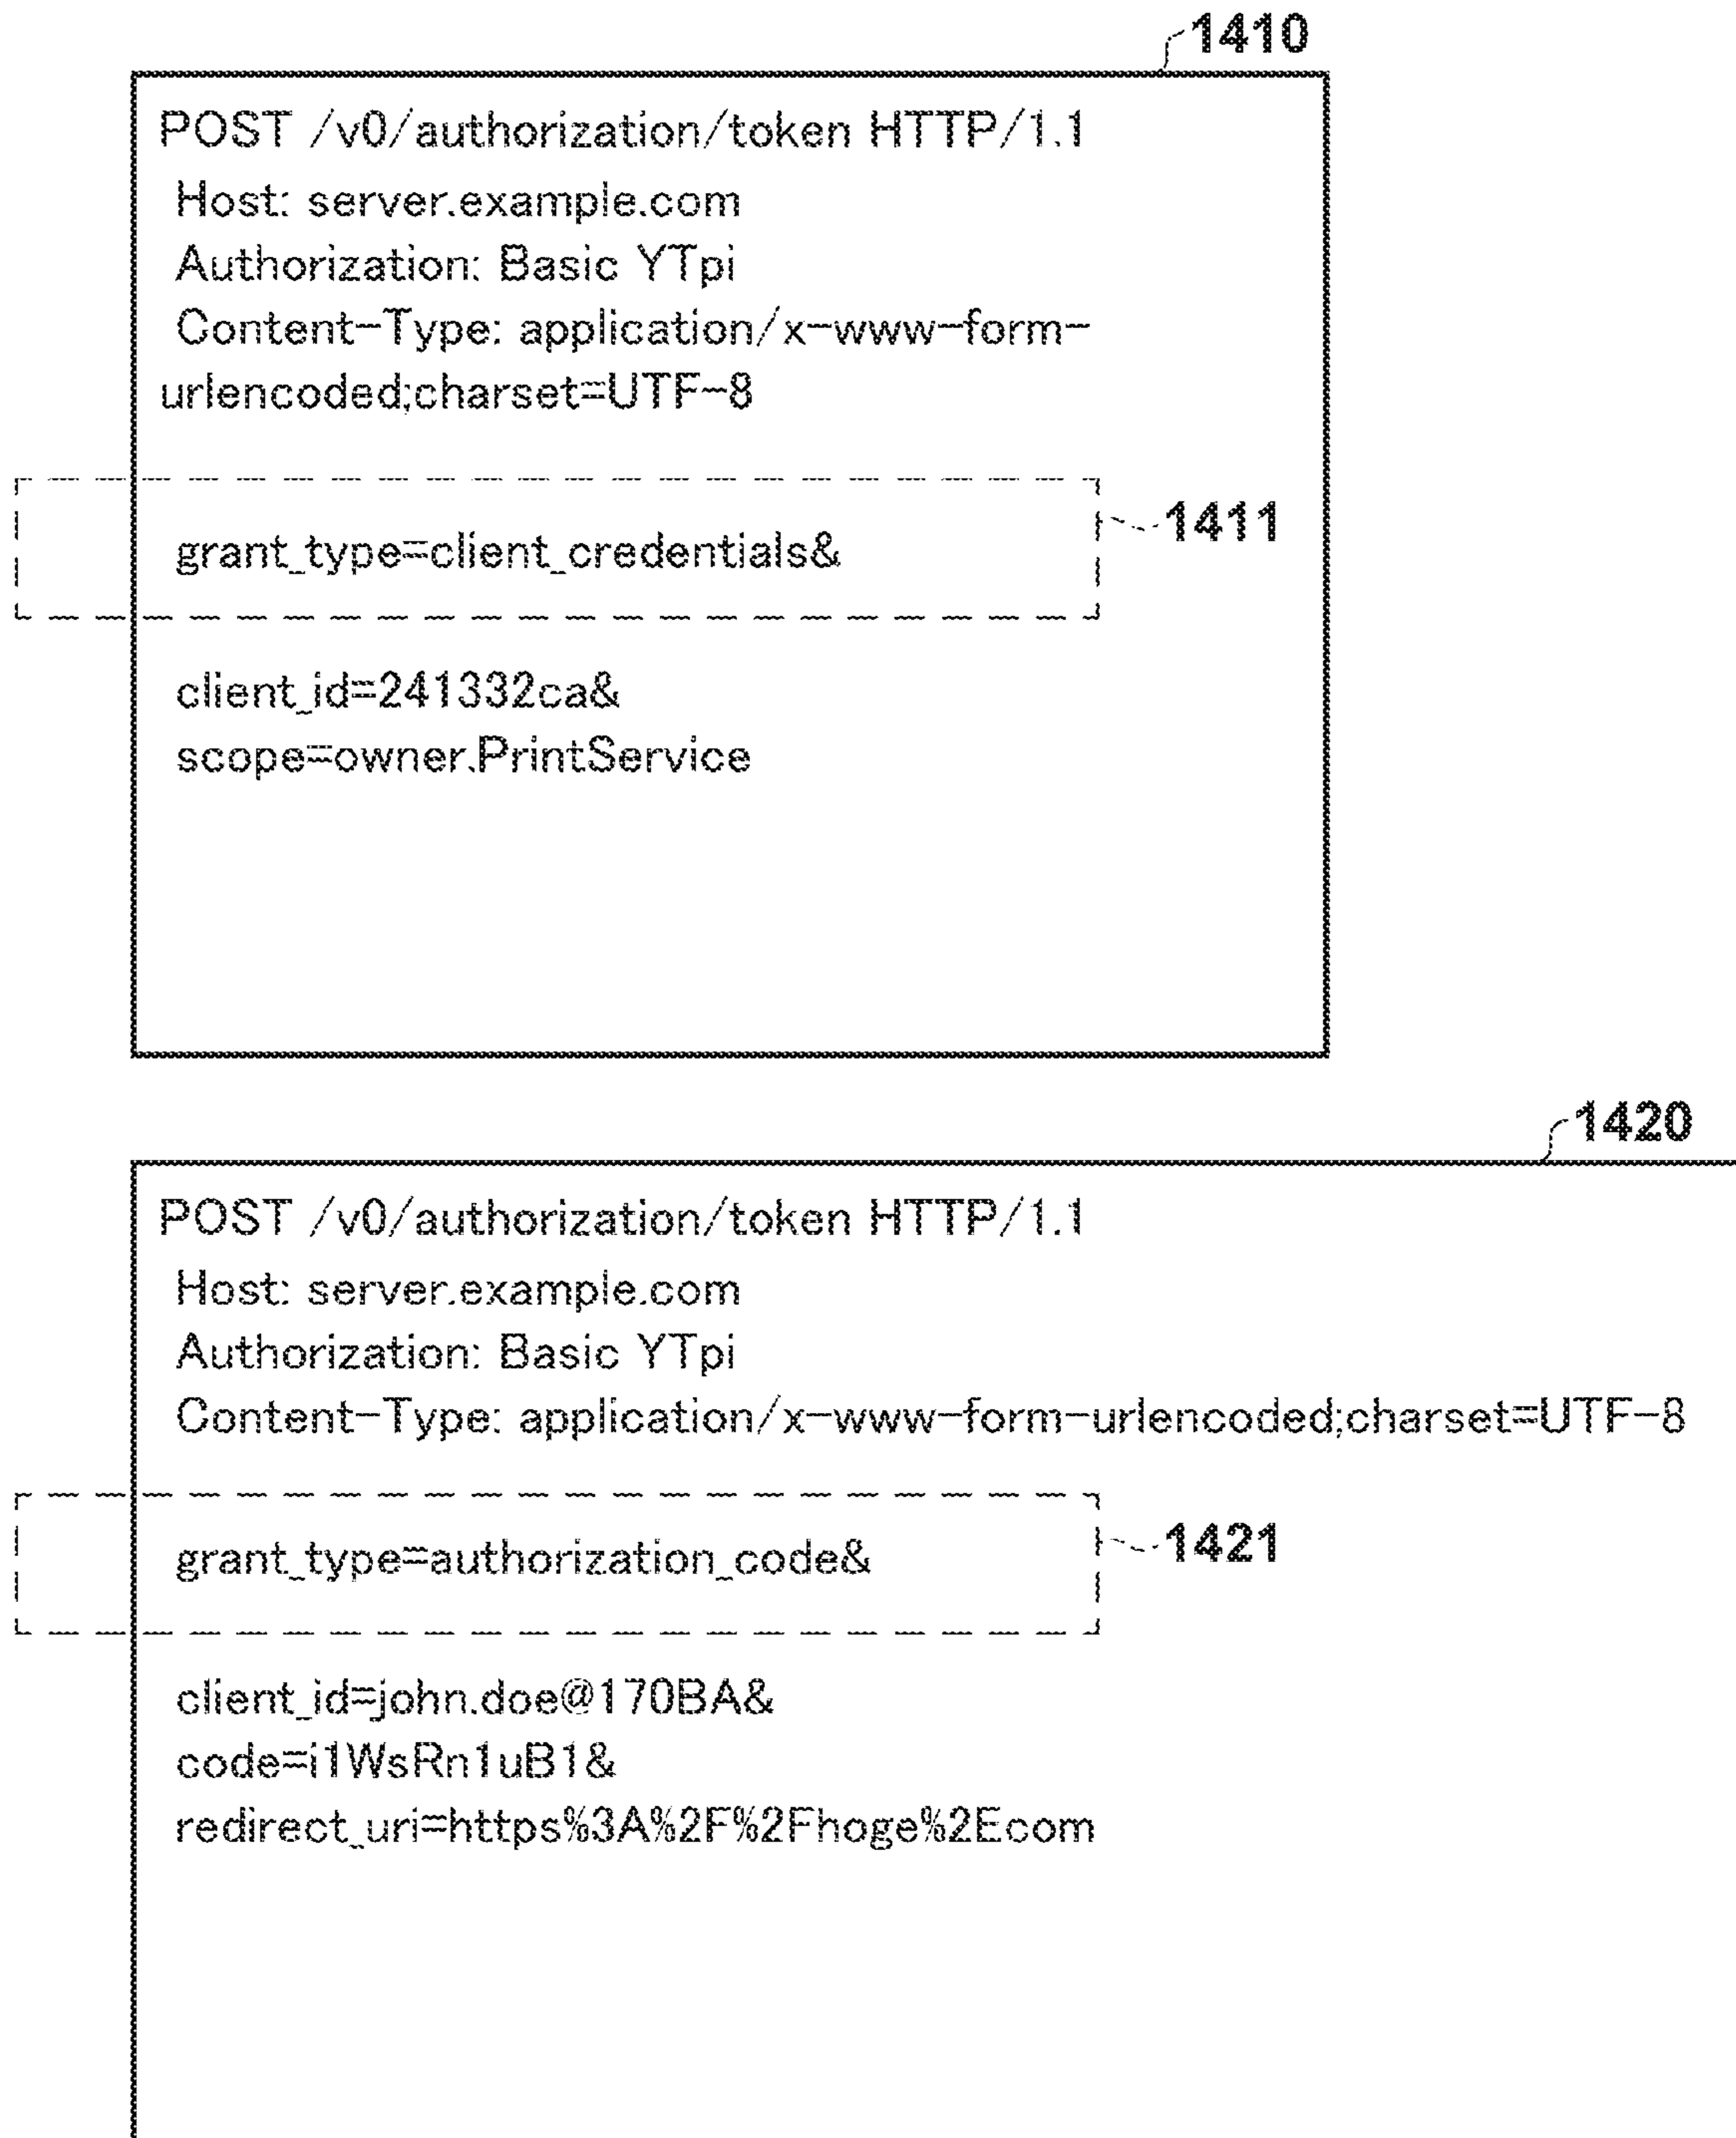 1410
POST /v0/authorization/token HTTP/1.1
Host: server.example.com
Authorization: Basic YTpi
Content-Type: application/x-www-form-
urlencoded;charset=UTF-8
1411
grant_type=client_credentials&
client_id=241332ca&
scope=owner.PrintService
1420
POST /v0/authorization/token HTTP/1.1
Host: server.example.com
Authorization: Basic YTpi
Content-Type: application/x-www-form-urlencoded;charset=UTF-8
1421
grant_type=authorization_code&
client_id=john.doe@170BA&
code=i1WsRn1uB1&
redirect_uri=https%3A%2F%2Fhoge%2Ecom